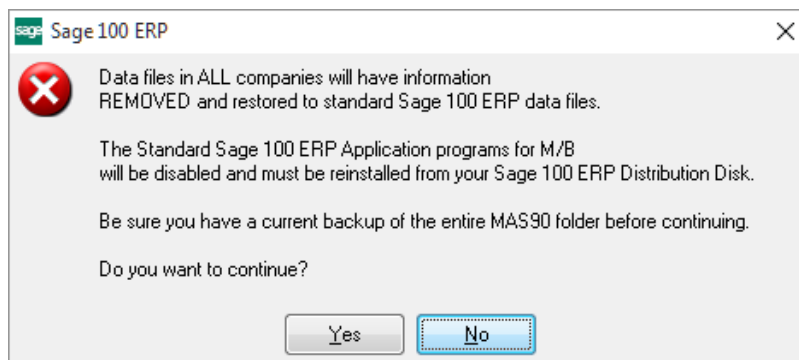 sage Sage 100 ERP
Data files in ALL companies will have information
REMOVED and restored to standard Sage 100 ERP data files.
The Standard Sage 100 ERP Application programs for M/B
will be disabled and must be reinstalled from your Sage 100 ERP Distribution Disk.
Be sure you have a current backup of the entire MAS90 folder before continuing.
Do you want to continue?
Yes No